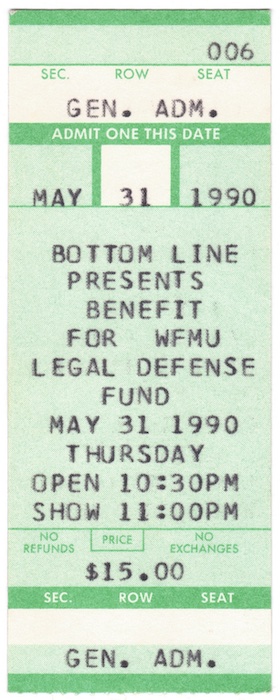 006
SEC. ROW SEAT
GEN. ADM.
ADMIT ONE THIS DATE
MAY 31 1990
BOTTOM LINE
PRESENTS
BENEFIT
FOR WFMU
LEGAL DEFENSE
FUND
MAY 31 1990
THURSDAY
OPEN 10:30PM
SHOW 11:00PM
NO REFUNDS PRICE NO EXCHANGES
$15.00
SEC. ROW SEAT
GEN. ADM.